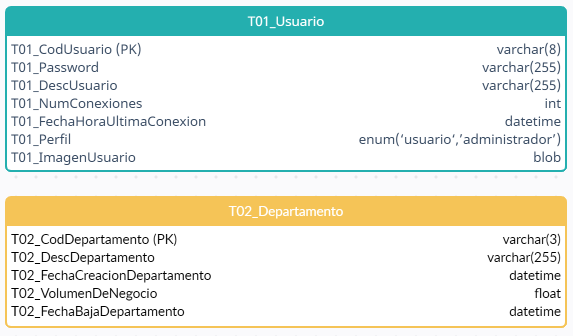 T01_Usuario
T01_CodUsuario (PK) varchar(8)
T01_Password varchar(255)
T01_DescUsuario varchar(255)
T01_NumConexiones int
T01_FechaHoraUltimaConexion datetime
T01_Perfil enum(‘usuario‘,’administrador’)
T01_ImagenUsuario blob
T02_Departamento
T02_CodDepartamento (PK) varchar(3)
T02_DescDepartamento varchar(255)
T02_FechaCreacionDepartamento datetime
T02_VolumenDeNegocio float
T02_FechaBajaDepartamento datetime